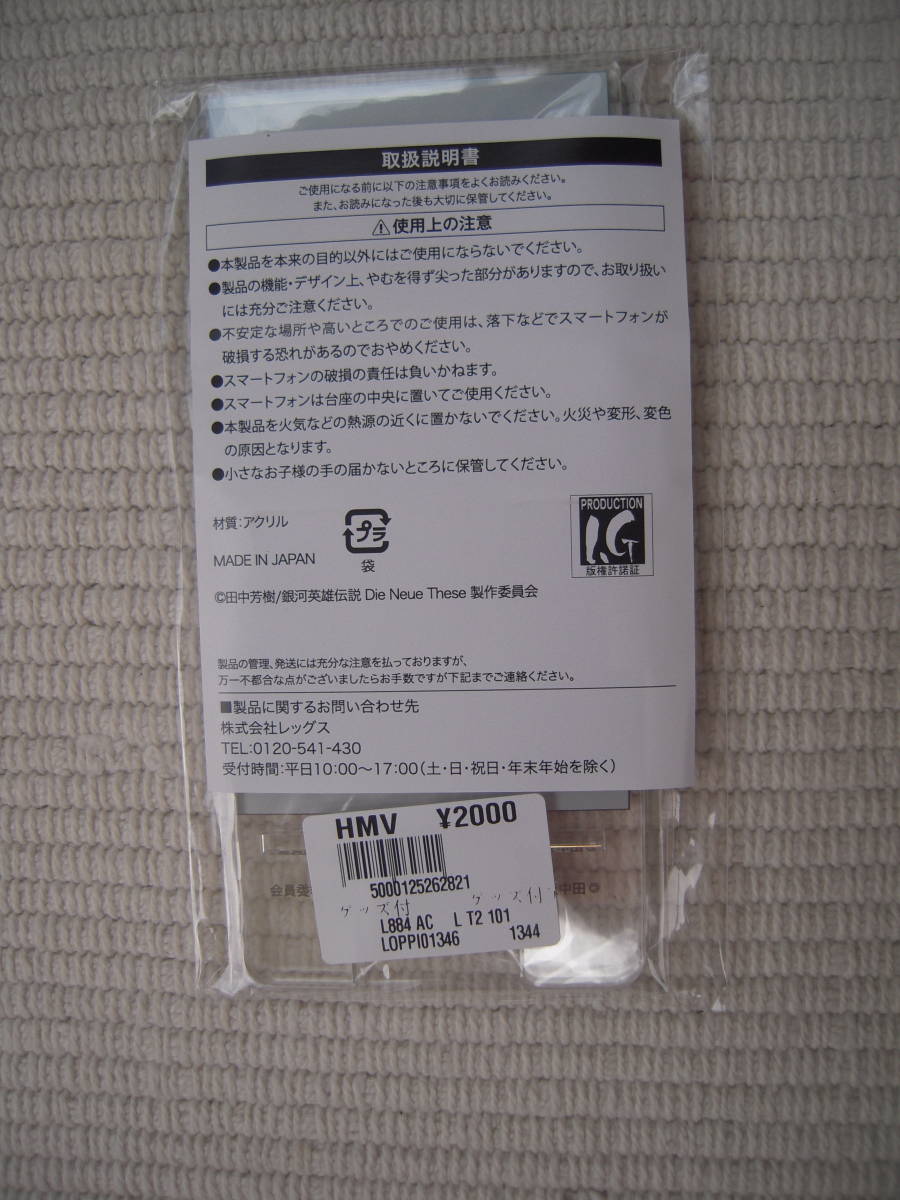 取扱説明書
ご使用になる前に以下の注意事項をよくお読みください。
また、お読みになった後も大切に保管してください。
⚠使用上の注意
●本製品を本来の目的以外にはご使用にならないでください。
●製品の機能・デザイン上、やむを得ず尖った部分がありますので、お取り扱い
には充分ご注意ください。
●不安定な場所や高いところでのご使用は、落下などでスマートフォンが
破損する恐れがあるのでおやめください。
●スマートフォンの破損の責任は負いかねます。
●スマートフォンは台座の中央に置いてご使用ください。
●本製品を火気などの熱源の近くに置かないでください。火災や変形、変色
の原因となります。
●小さなお子様の手の届かないところに保管してください。
材質:アクリル
プラ
袋
MADE IN JAPAN
PRODUCTION
I.G
版権許諾証
©田中芳樹/銀河英雄伝説 Die Neue These 製作委員会
製品の管理、発送には充分な注意を払っておりますが、
万一不都合な点がございましたらお手数ですが下記までご連絡ください。
■製品に関するお問い合わせ先
株式会社レッグス
TEL:0120-541-430
受付時間:平日10:00〜17:00(土・日・祝日・年末年始を除く)
HMV ¥2000
5000125262821
グッズ付 グッズ付
L884 AC L T2 101
LOPPI01346 1344